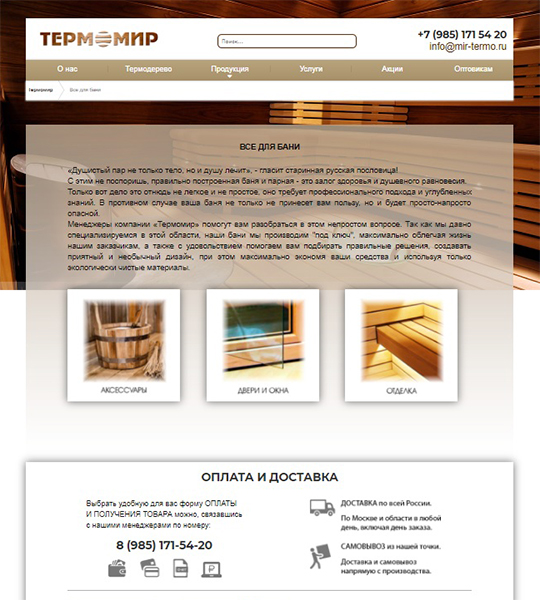 ТЕРМОМИР
Поиск...
+7 (985) 171 54 20
info@mir-termo.ru
О нас
Термодерево
Продукция
Услуги
Акции
Оптовикам
Термомир
Все для бани
ВСЕ ДЛЯ БАНИ
«Душистый пар не только тело, но и душу лечит», - гласит старинная русская пословица!
С этим не поспоришь, правильно построенная баня и парная - это залог здоровья и душевного равновесия.
Только вот дело это отнюдь не легкое и не простое, оно требует профессионального подхода и углубленных
знаний. В противном случае ваша баня не только не принесет вам пользу, но и будет просто-напросто
опасной.
Менеджеры компании «Термомир» помогут вам разобраться в этом непростом вопросе. Так как мы давно
специализируемся в этой области, наши бани мы производим "под ключ", максимально облегчая жизнь
нашим заказчикам, а также с удовольствием помогаем вам подбирать правильные решения, создавать
приятный и необычный дизайн, при этом максимально экономя ваши средства и используя только
экологически чистые материалы.
АКСЕССУАРЫ
ДВЕРИ И ОКНА
ОТДЕЛКА
ОПЛАТА И ДОСТАВКА
Выбрать удобную для вас форму ОПЛАТЫ
И ПОЛУЧЕНИЯ ТОВАРА можно, связавшись
с нашими менеджерами по номеру:
8 (985) 171-54-20
ДОСТАВКА по всей России.
По Москве и области в любой
день, включая день заказа.
САМОВЫВОЗ из нашей точки.
Доставка и самовывоз
напрямую с производства.